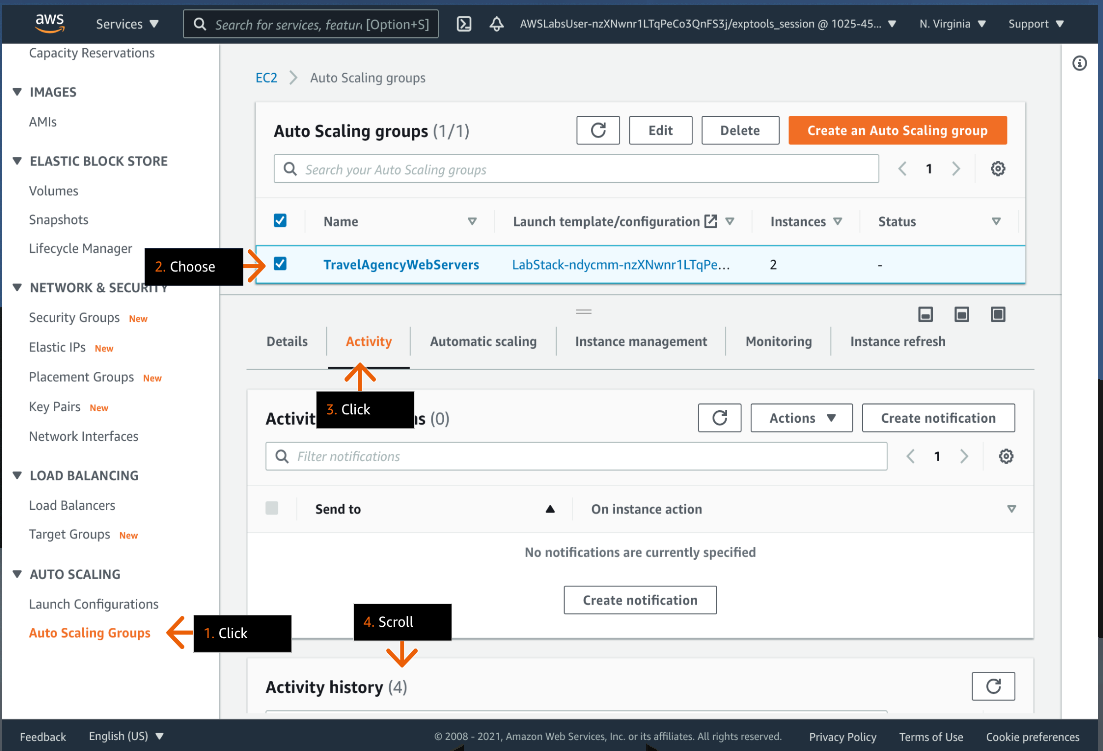 aws Services Search for services, featur [Option+S] AWSLabsUser-nzXNwnr1LTqPeCo3QnFS3j/exptools_session @ 1025-45... N. Virginia Support
Capacity Reservations
IMAGES
AMIs
ELASTIC BLOCK STORE
Volumes
Snapshots
Lifecycle Manager
NETWORK & SECURITY
Security Groups New
Elastic IPs New
Placement Groups New
Key Pairs New
Network Interfaces
LOAD BALANCING
Load Balancers
Target Groups New
AUTO SCALING
Launch Configurations
Auto Scaling Groups
1. Click
EC2 > Auto Scaling groups
Auto Scaling groups (1/1) Edit Delete Create an Auto Scaling group
Search your Auto Scaling groups 1
Name Launch template/configuration Instances Status
2. Choose
TravelAgencyWebServers LabStack-ndycmm-nzXNwnr1LTqPe... 2 -
Details Activity Automatic scaling Instance management Monitoring Instance refresh
3. Click
Activit s (0) Actions Create notification
Filter notifications 1
Send to On instance action
No notifications are currently specified
Create notification
4. Scroll
Activity history (4)
Feedback English (US) © 2008 - 2021, Amazon Web Services, Inc. or its affiliates. All rights reserved. Privacy Policy Terms of Use Cookie preferences